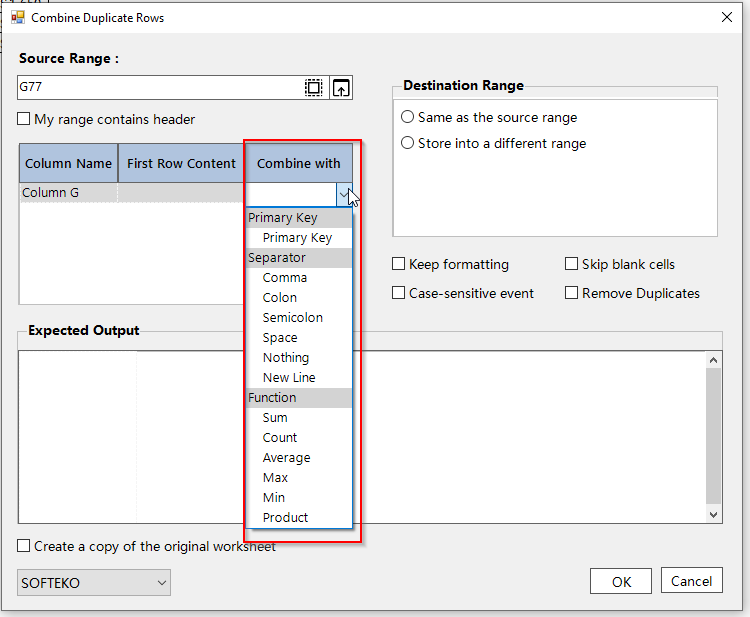 Combine Duplicate Rows
Source Range :
G77
My range contains header
Column Name First Row Content Combine with
Column G
Primary Key
Primary Key
Separator
Comma
Colon
Semicolon
Space
Nothing
New Line
Function
Sum
Count
Average
Max
Min
Product
Destination Range
Same as the source range
Store into a different range
Keep formatting Skip blank cells
Case-sensitive event Remove Duplicates
Expected Output
Create a copy of the original worksheet
SOFTEKO
OK Cancel